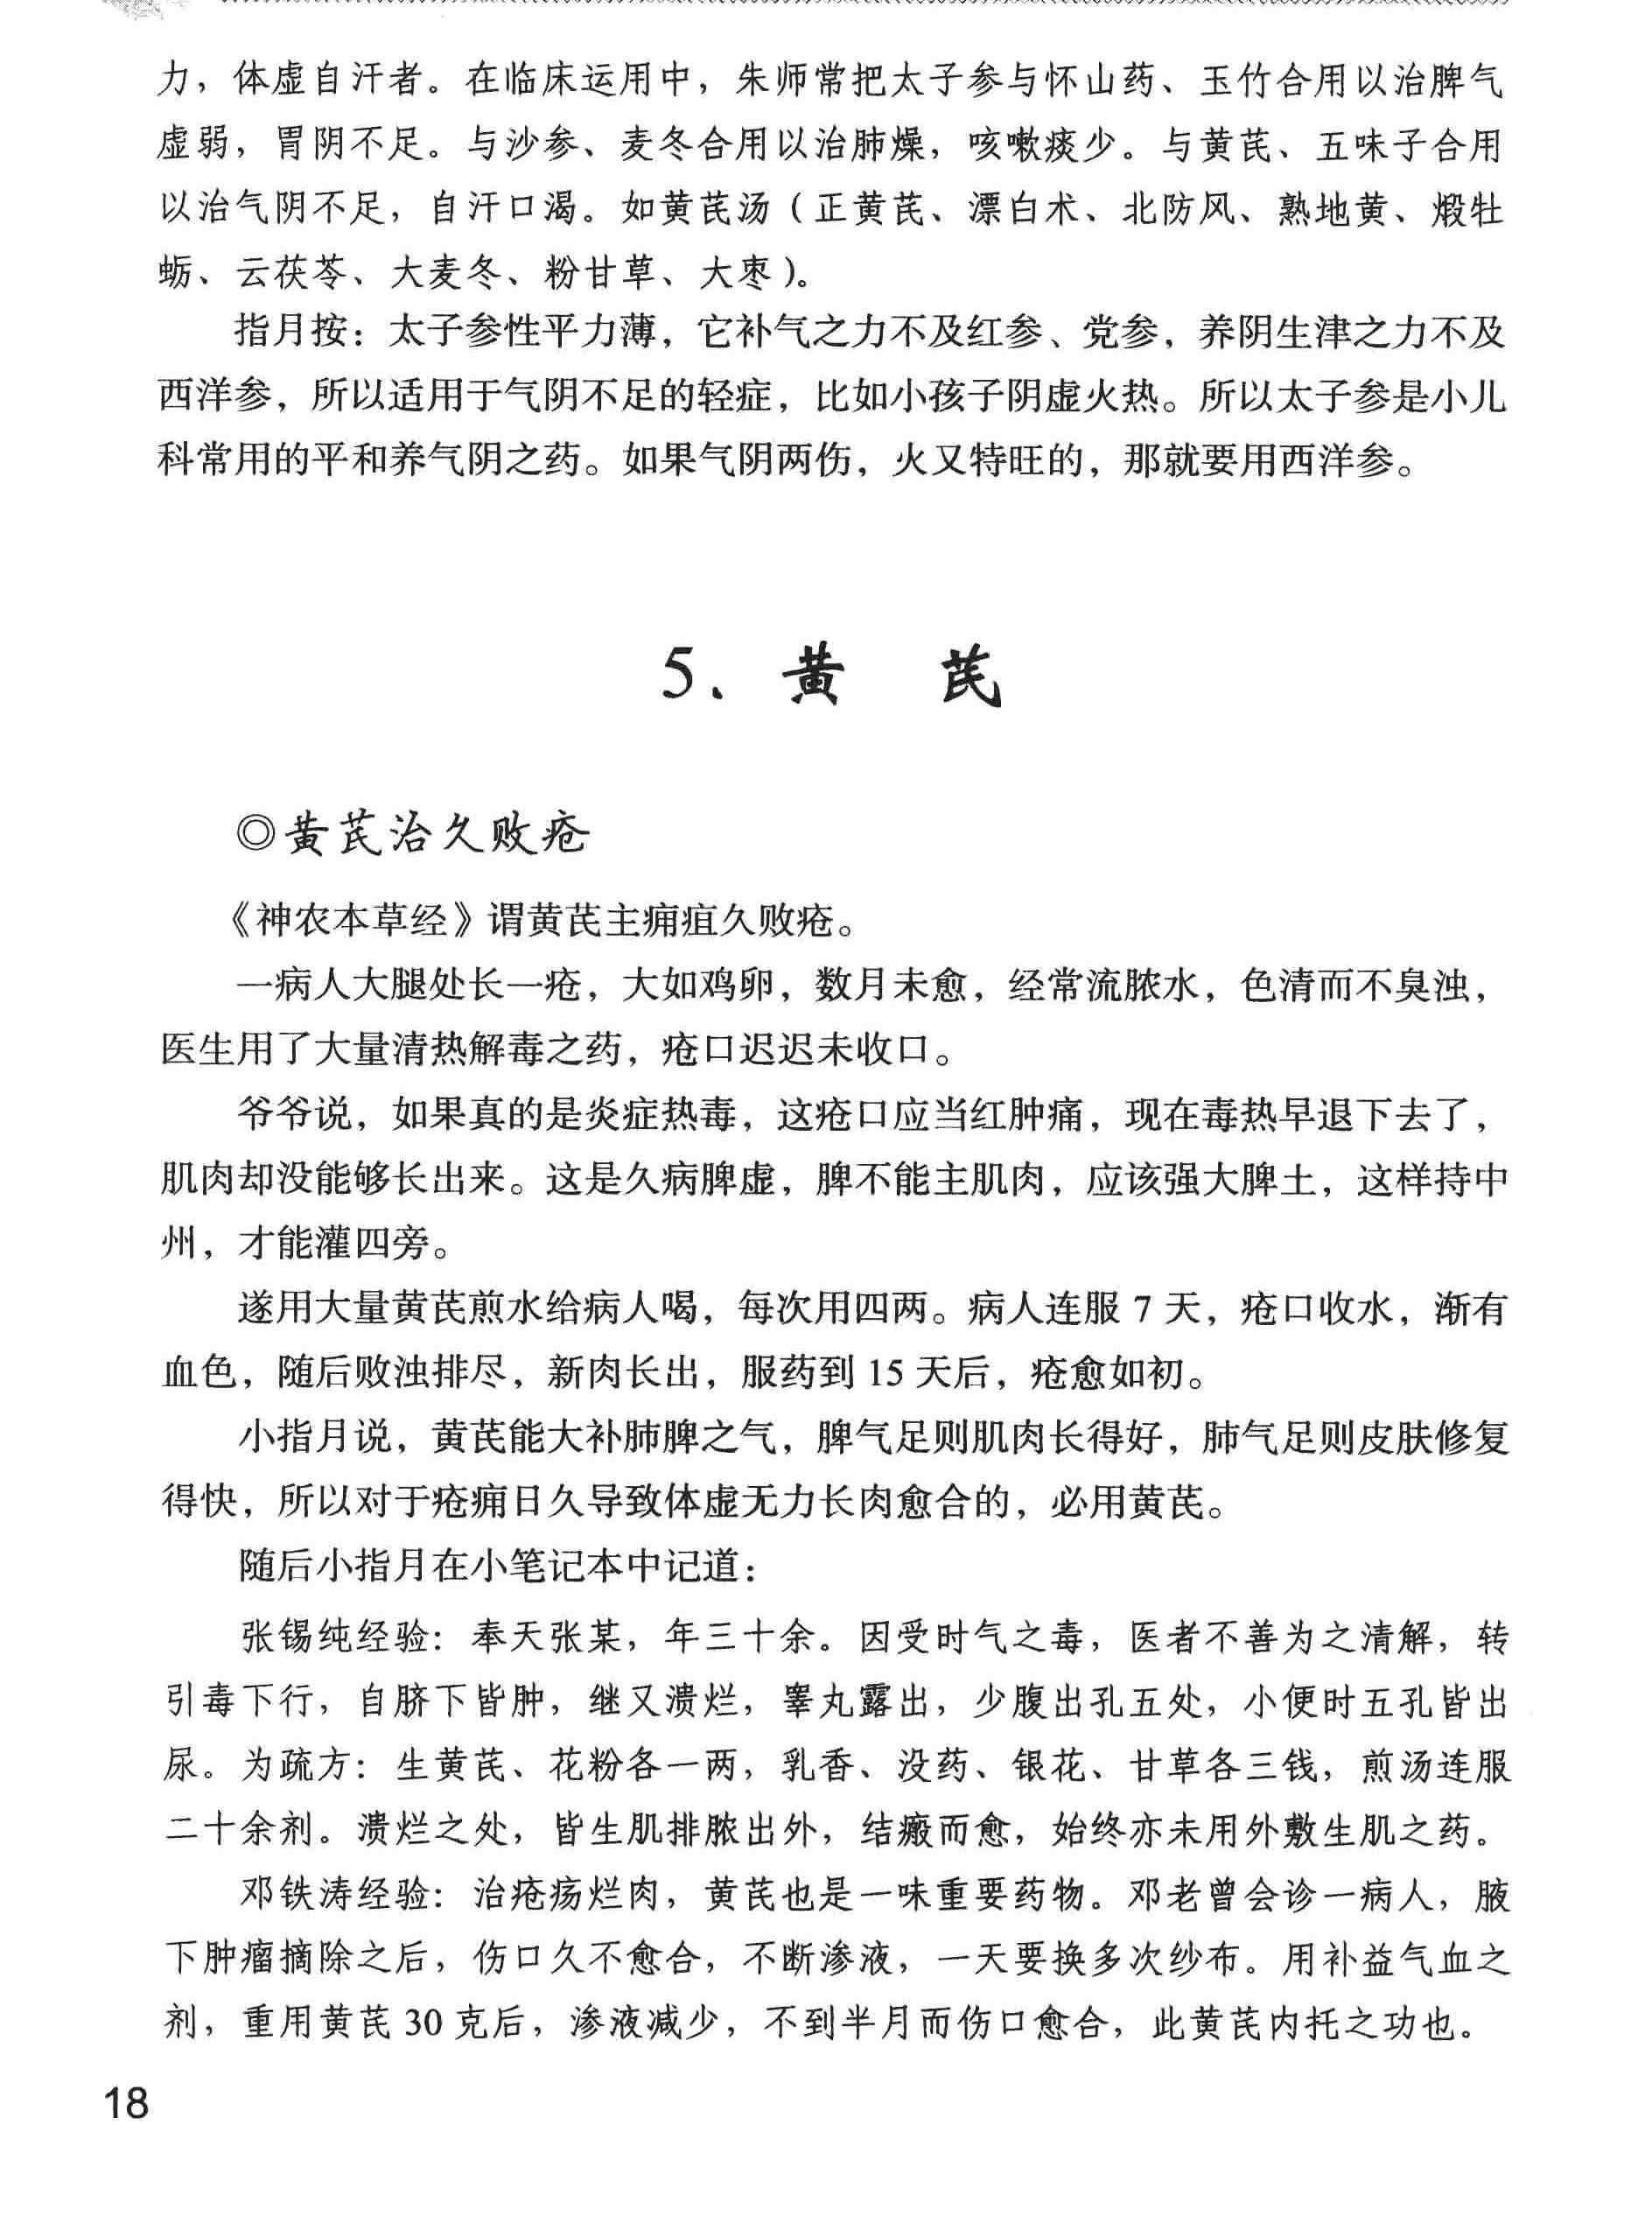 力，体虚自汗者。在临床运用中，朱师常把太子参与怀山药、玉竹合用以治脾气
虚弱，胃阴不足。与沙参、麦冬合用以治肺燥，咳嗽痰少。与黄芪、五味子合用
以治气阴不足，自汗口渴。如黄芪汤（正黄芪、漂白术、北防风、熟地黄、煅牡
蛎、云茯苓、大麦冬、粉甘草、大枣）。
指月按：太子参性平力薄，它补气之力不及红参、党参，养阴生津之力不及
西洋参，所以适用于气阴不足的轻症，比如小孩子阴虚火热。所以太子参是小儿
科常用的平和养气阴之药。如果气阴两伤，火又特旺的，那就要用西洋参。
5、黄 芪
◎黄芪治久败疮
《神农本草经》谓黄芪主痈疽久败疮。
一病人大腿处长一疮，大如鸡卵，数月未愈，经常流脓水，色清而不臭浊，
医生用了大量清热解毒之药，疮口迟迟未收口。
爷爷说，如果真的是炎症热毒，这疮口应当红肿痛，现在毒热早退下去了，
肌肉却没能够长出来。这是久病脾虚，脾不能主肌肉，应该强大脾土，这样持中
州，才能灌四旁。
遂用大量黄芪煎水给病人喝，每次用四两。病人连服 7 天，疮口收水，渐有
血色，随后败浊排尽，新肉长出，服药到 15 天后，疮愈如初。
小指月说，黄芪能大补肺脾之气，脾气足则肌肉长得好，肺气足则皮肤修复
得快，所以对于疮痈日久导致体虚无力长肉愈合的，必用黄芪。
随后小指月在小笔记本中记道：
张锡纯经验：奉天张某，年三十余。因受时气之毒，医者不善为之清解，转
引毒下行，自脐下皆肿，继又溃烂，睾丸露出，少腹出孔五处，小便时五孔皆出
尿。为疏方：生黄芪、花粉各一两，乳香、没药、银花、甘草各三钱，煎汤连服
二十余剂。溃烂之处，皆生肌排脓出外，结瘢而愈，始终亦未用外敷生肌之药。
邓铁涛经验：治疮疡烂肉，黄芪也是一味重要药物。邓老曾会诊一病人，腋
下肿瘤摘除之后，伤口久不愈合，不断渗液，一天要换多次纱布。用补益气血之
剂，重用黄芪 30 克后，渗液减少，不到半月而伤口愈合，此黄芪内托之功也。
18